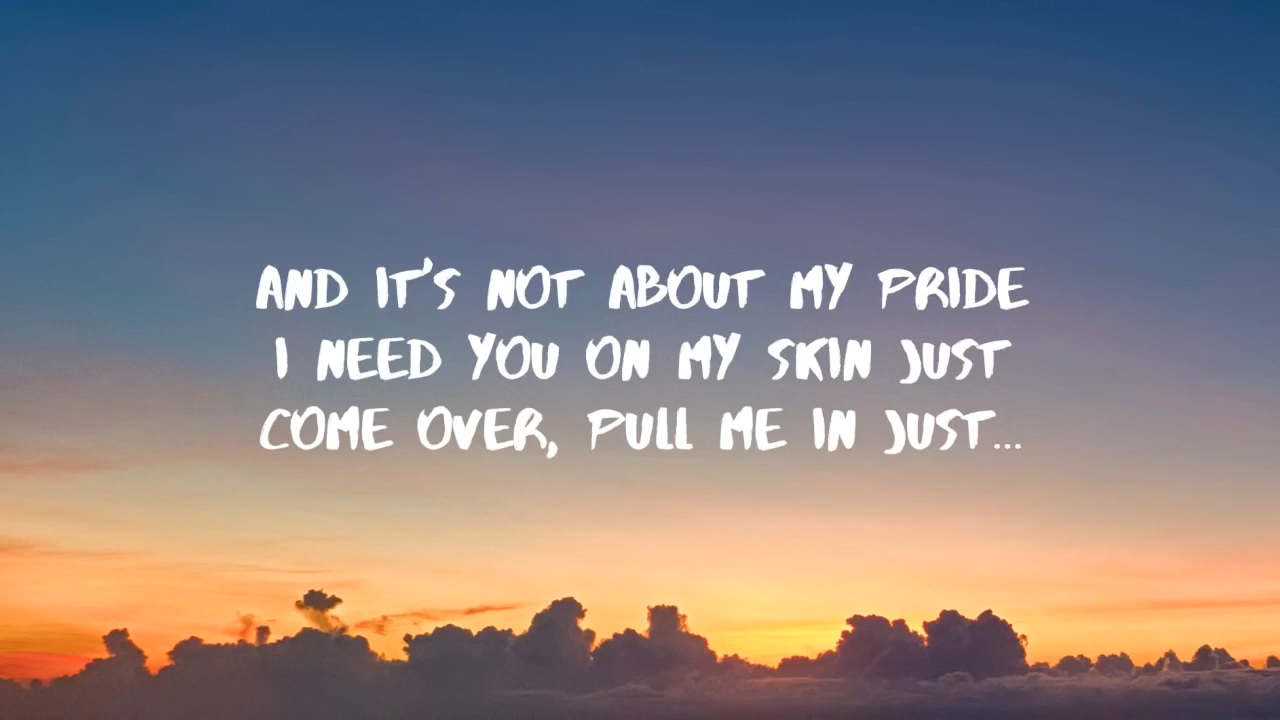 AND IT'S NOT ABOUT MY PRIDE
I NEED YOU ON MY SKIN JUST
COME OVER, PULL ME IN JUST...